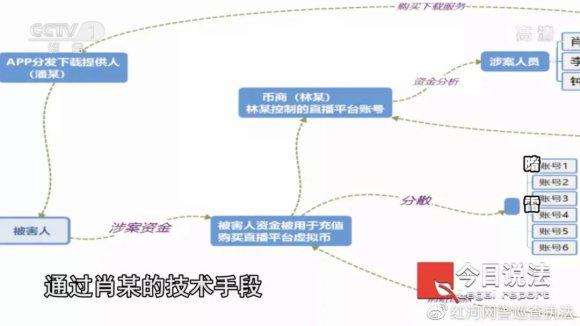 CCTV 1
综合
购买下载服务
高清
APP分发下载提供人
（潘某）
涉案人员
肖
李
钟
资金分析
币商（林某）
林某控制的直播平台账号
账号1
账号2
账号3
账号4
账号5
账号6
分散
被害人
涉案资金
被害人资金被用于充值
购买直播平台虚拟币
通过肖某的技术手段
今日说法
Legal report
@红河网警巡查执法